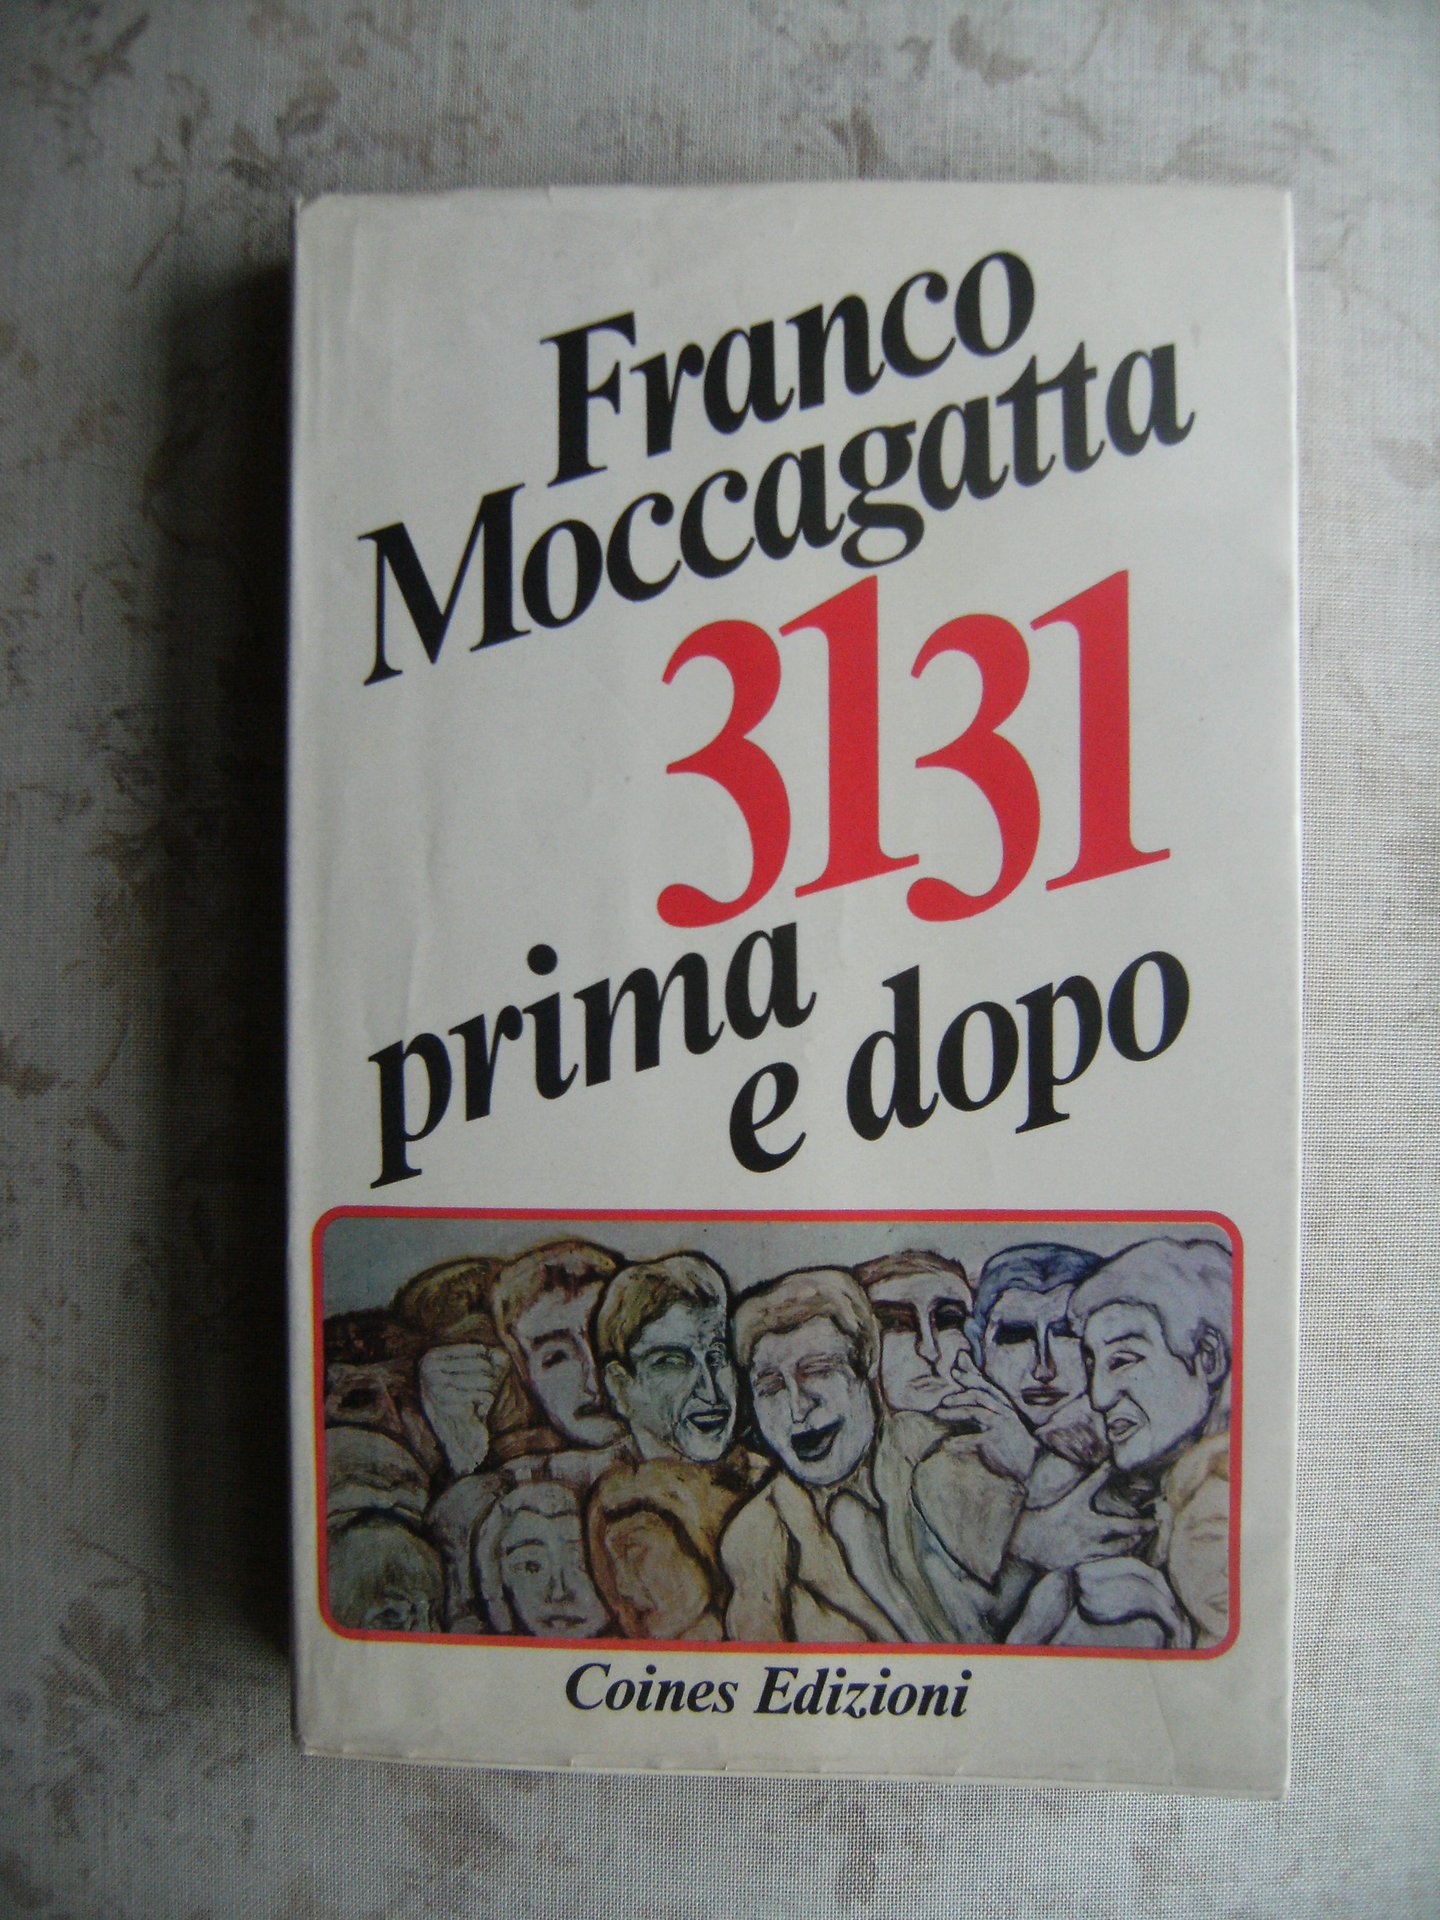 Franco
Moccagatta
3131
prima
e dopo
Coines Edizioni